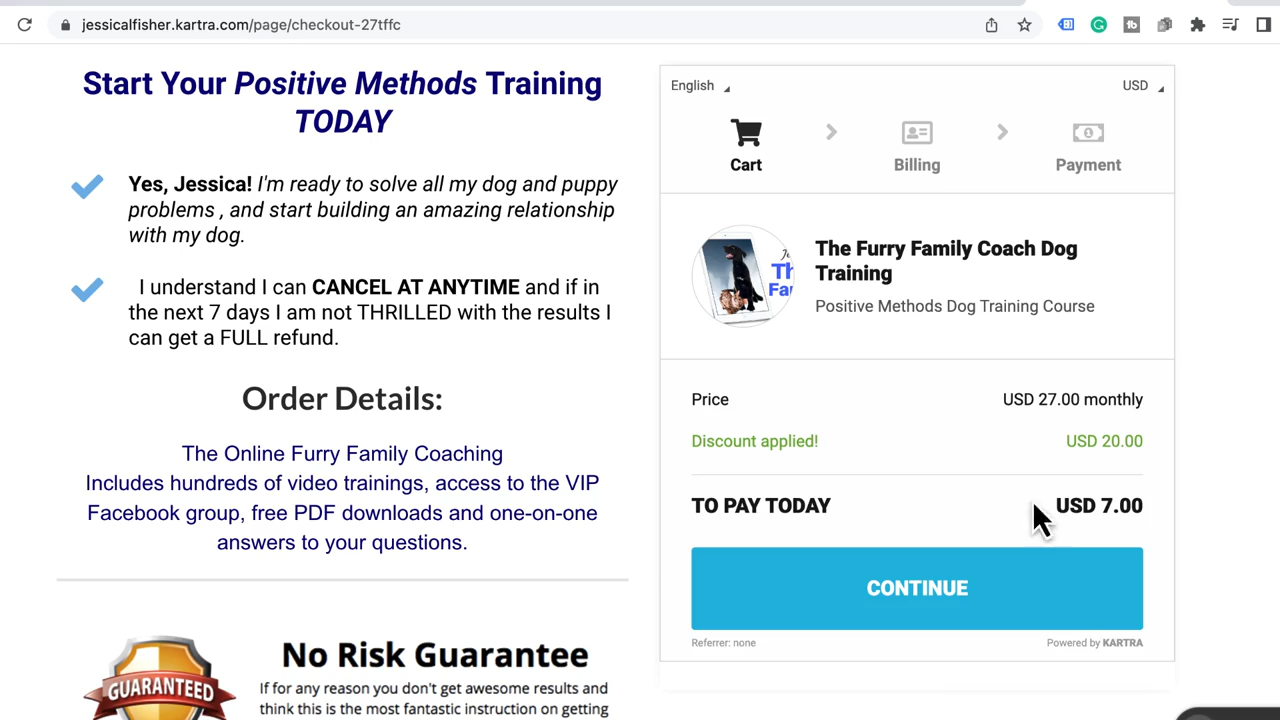 jessicalfisher.kartra.com/page/checkout-27tffc
Start Your Positive Methods Training
TODAY
Yes, Jessica! I'm ready to solve all my dog and puppy
problems , and start building an amazing relationship
with my dog.
I understand I can CANCEL AT ANYTIME and if in
the next 7 days I am not THRILLED with the results I
can get a FULL refund.
Order Details:
The Online Furry Family Coaching
Includes hundreds of video trainings, access to the VIP
Facebook group, free PDF downloads and one-on-one
answers to your questions.
GUARANTEED
No Risk Guarantee
If for any reason you don't get awesome results and
think this is the most fantastic instruction on getting
English
USD
Cart
Billing
Payment
The Furry Family Coach Dog
Training
Positive Methods Dog Training Course
Price
USD 27.00 monthly
Discount applied!
USD 20.00
TO PAY TODAY
USD 7.00
CONTINUE
Referrer: none
Powered by KARTRA